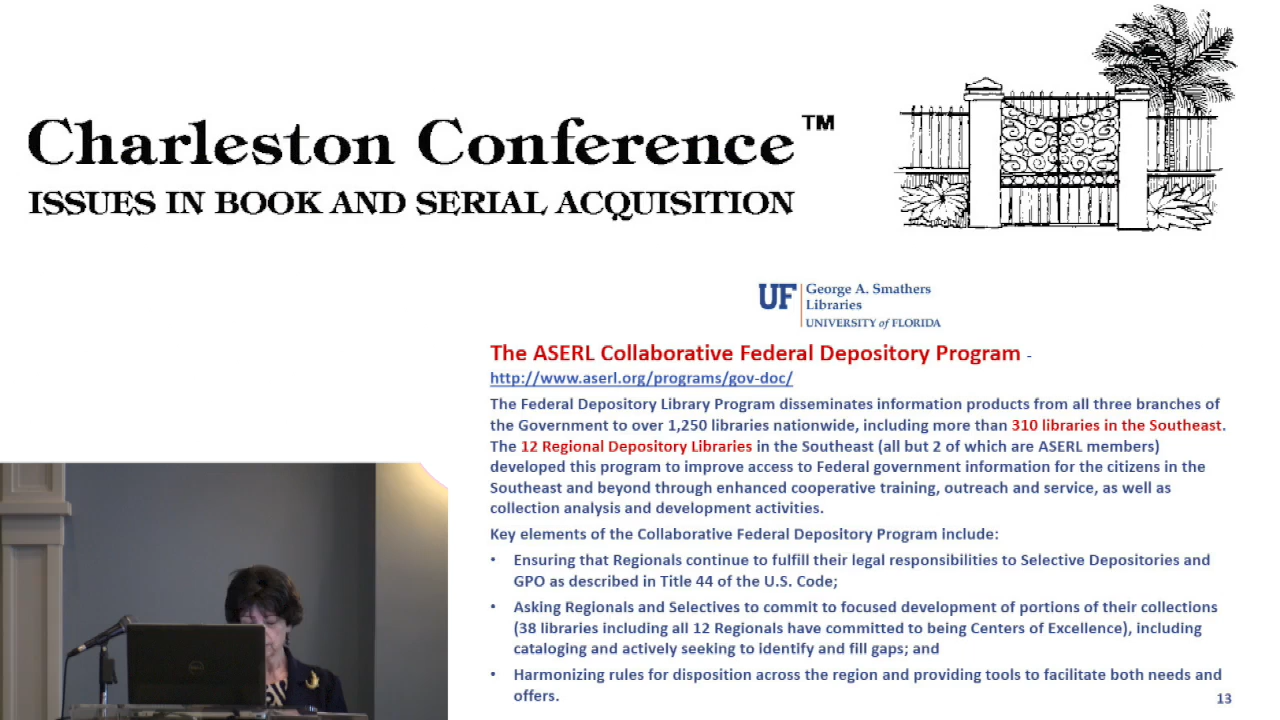 Charleston Conference™
ISSUES IN BOOK AND SERIAL ACQUISITION
UF George A. Smathers
Libraries
UNIVERSITY of FLORIDA
The ASERL Collaborative Federal Depository Program -
http://www.aserl.org/programs/gov-doc/
The Federal Depository Library Program disseminates information products from all three branches of
the Government to over 1,250 libraries nationwide, including more than 310 libraries in the Southeast.
The 12 Regional Depository Libraries in the Southeast (all but 2 of which are ASERL members)
developed this program to improve access to Federal government information for the citizens in the
Southeast and beyond through enhanced cooperative training, outreach and service, as well as
collection analysis and development activities.
Key elements of the Collaborative Federal Depository Program include:
• Ensuring that Regionals continue to fulfill their legal responsibilities to Selective Depositories and
GPO as described in Title 44 of the U.S. Code;
• Asking Regionals and Selectives to commit to focused development of portions of their collections
(38 libraries including all 12 Regionals have committed to being Centers of Excellence), including
cataloging and actively seeking to identify and fill gaps; and
• Harmonizing rules for disposition across the region and providing tools to facilitate both needs and
offers.
13